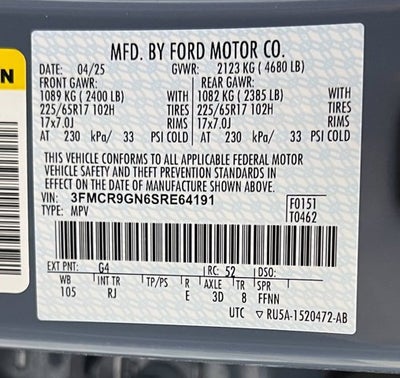 MFD. BY FORD MOTOR CO.
DATE: 04/25 GVWR: 2123 KG ( 4680 LB)
FRONT GAWR: REAR GAWR:
1089 KG ( 2400 LB) WITH 1082 KG ( 2385 LB) WITH
225/65R17 102H TIRES 225/65R17 102H TIRES
17x7.0J RIMS 17x7.0J RIMS
AT 230 kPa/ 33 PSI COLD AT 230 kPa/ 33 PSI COLD
THIS VEHICLE CONFORMS TO ALL APPLICABLE FEDERAL MOTOR
VEHICLE SAFETY AND THEFT PREVENTION STANDARDS IN
EFFECT ON THE DATE OF MANUFACTURE SHOWN ABOVE.
VIN: 3FMCR9GN6SRE64191 F0151
TYPE: MPV T0462
EXT PNT: G4 RC: 52 DSO:
WB INT TR TP/PS R AXLE TR SPR
105 RJ E 3D 8 FFNN
UTC RU5A-1520472-AB